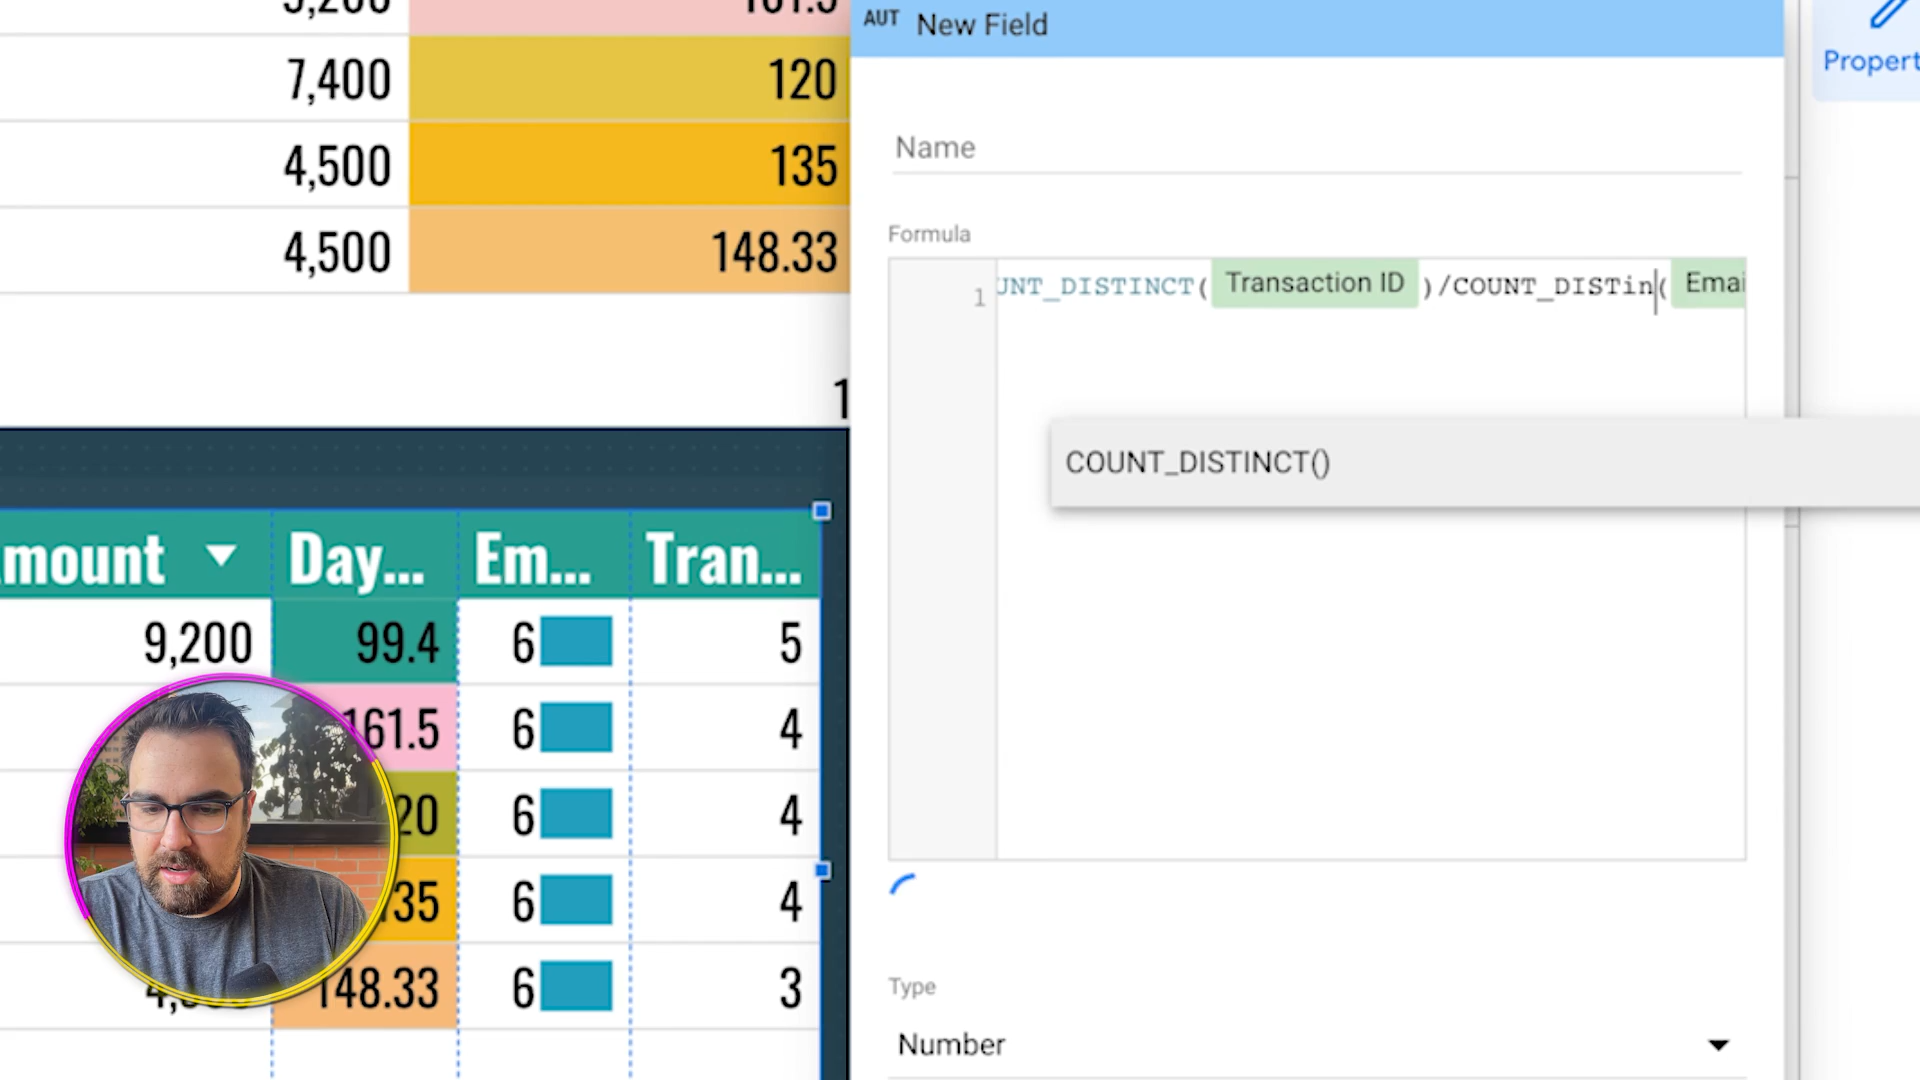 AUT New Field
Propert
7,400 120
4,500 135
4,500 148.33
1
Name
Formula
1 UNT_DISTINCT( Transaction ID )/COUNT_DISTin( Emai
COUNT_DISTINCT()
mount Day... Em... Tran...
9,200 99.4 6 5
161.5 6 4
20 6 4
35 6 4
148.33 6 3
Type
Number